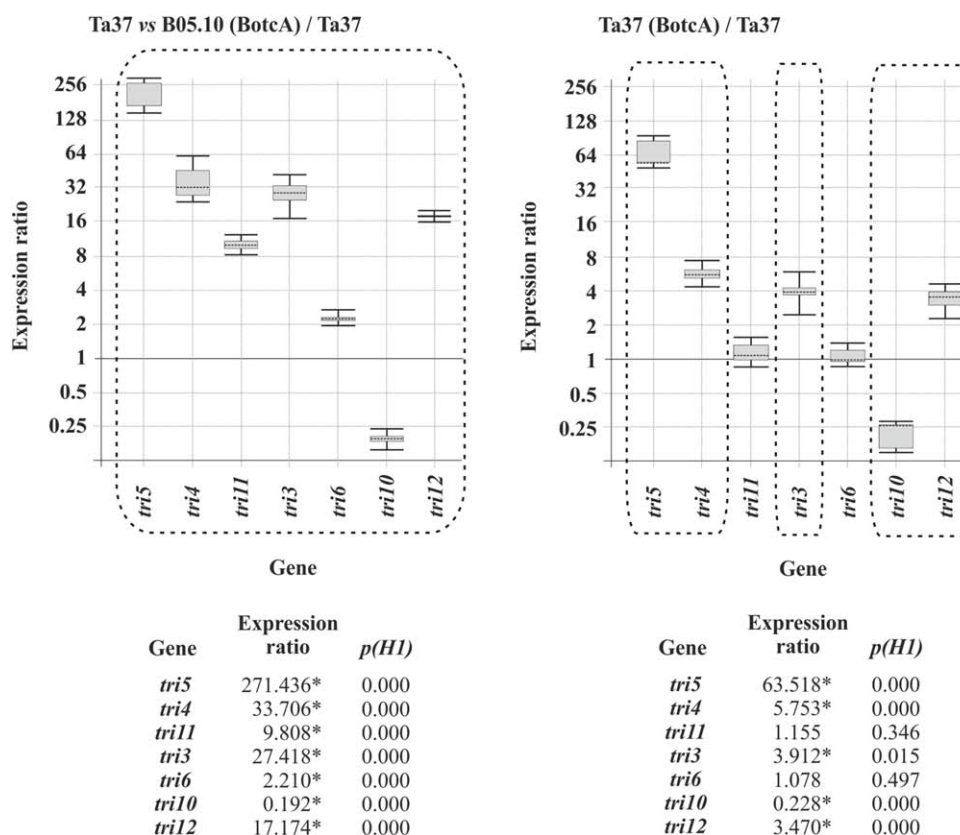 Ta37 vs B05.10 (BotcA) / Ta37
Expression ratio
256
128
64
32
16
8
4
2
1
0.5
0.25
tri5
tri4
tri11
tri3
tri6
tri10
tri12
Gene
Gene Expression ratio p(H1)
tri5 271.436* 0.000
tri4 33.706* 0.000
tri11 9.808* 0.000
tri3 27.418* 0.000
tri6 2.210* 0.000
tri10 0.192* 0.000
tri12 17.174* 0.000
Ta37 (BotcA) / Ta37
Expression ratio
256
128
64
32
16
8
4
2
1
0.5
0.25
tri5
tri4
tri11
tri3
tri6
tri10
tri12
Gene
Gene Expression ratio p(H1)
tri5 63.518* 0.000
tri4 5.753* 0.000
tri11 1.155 0.346
tri3 3.912* 0.015
tri6 1.078 0.497
tri10 0.228* 0.000
tri12 3.470* 0.000